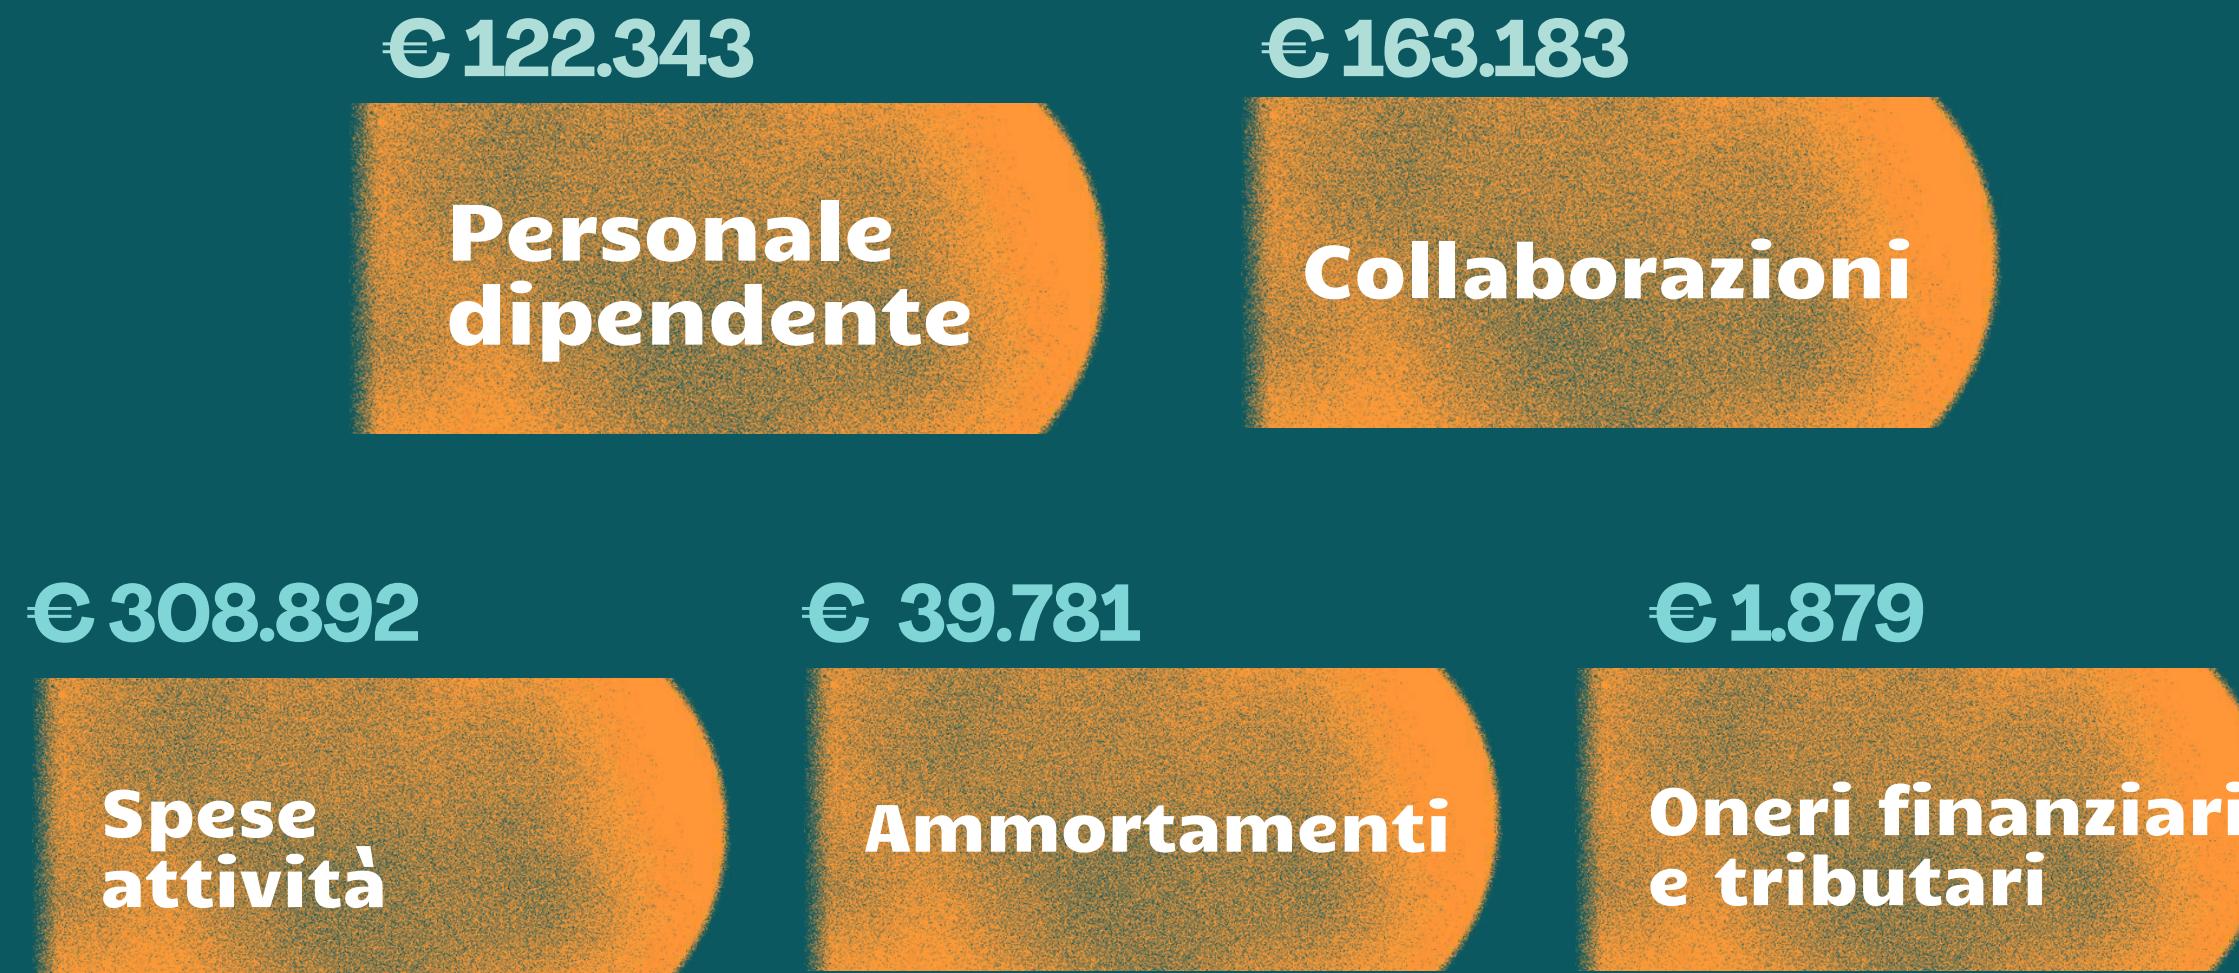 € 122.343
€ 163.183
Personale
dipendente
Collaborazioni
€ 308.892
€ 39.781
€ 1.879
Spese
attività
Ammortamenti
Oneri finanziari
e tributari